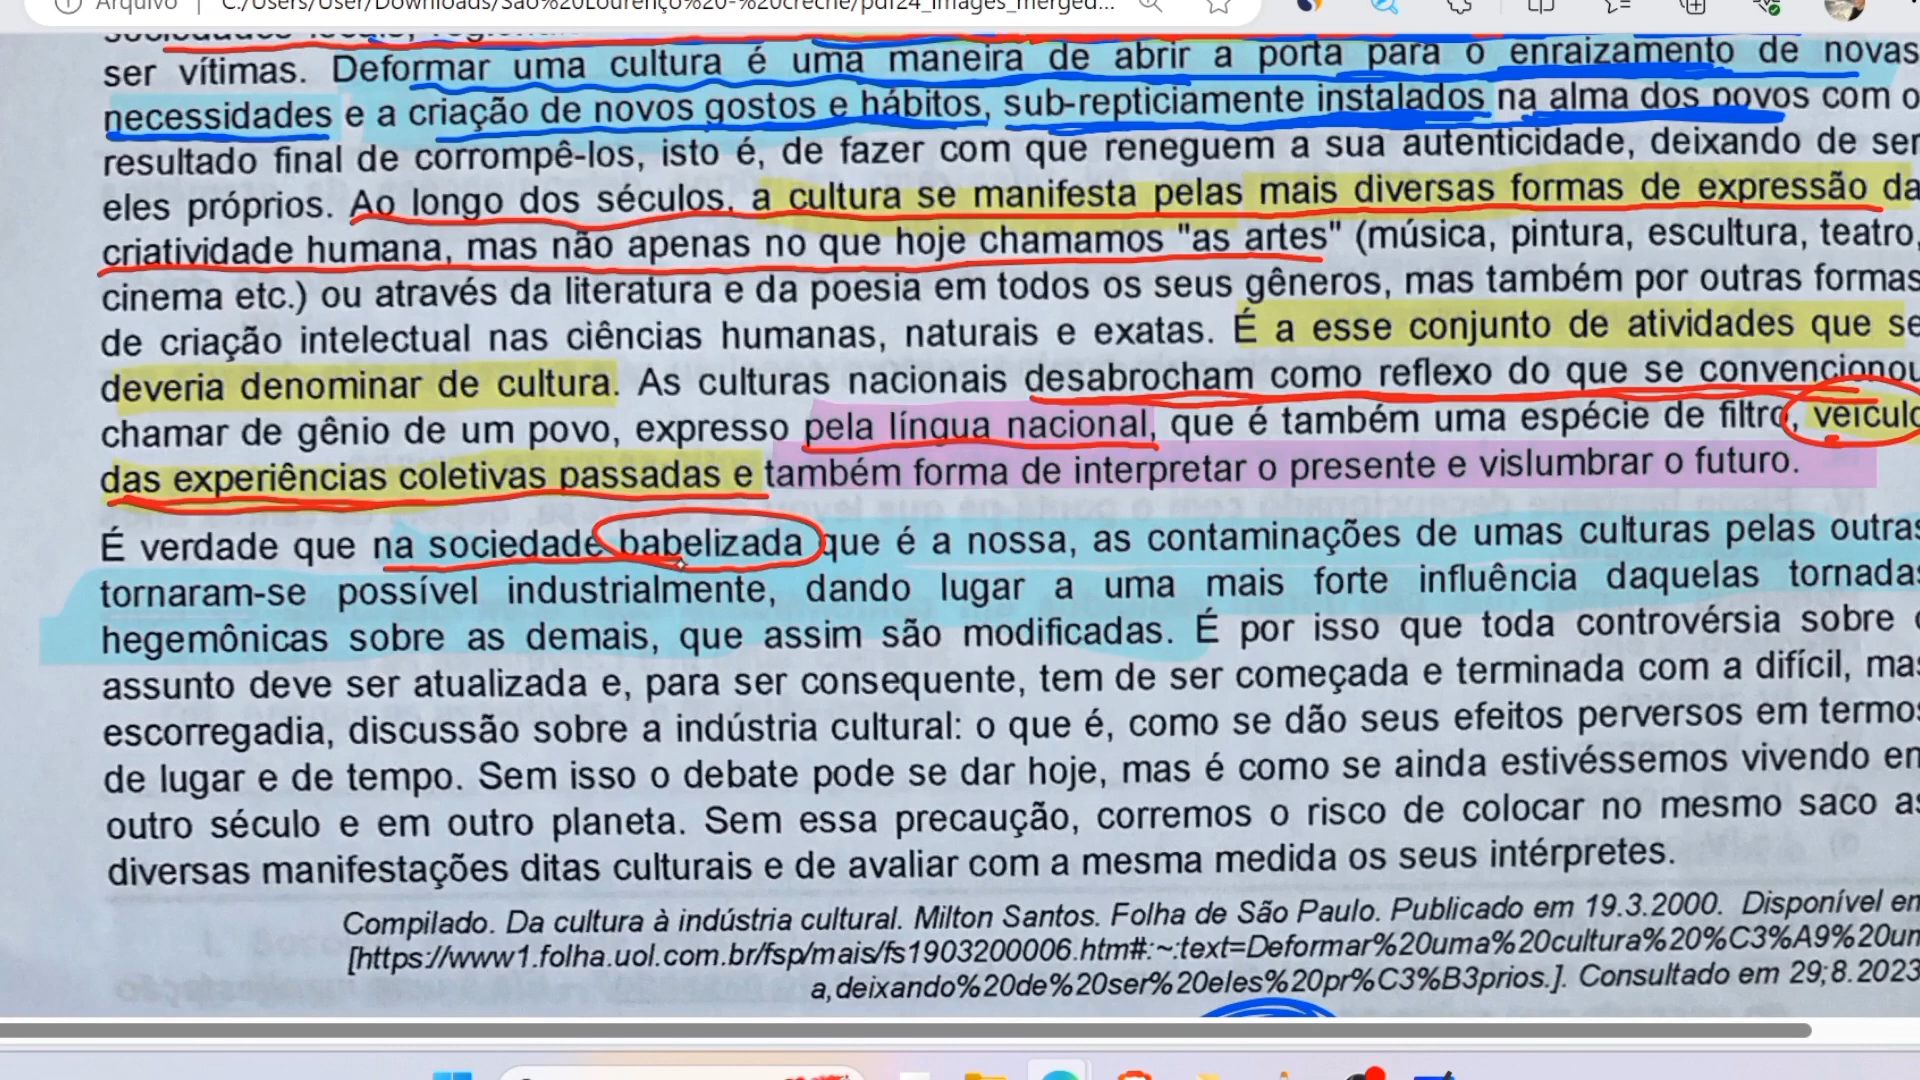 Arquivo | C:/Users/User/Downloads/São%20Lourenço%20-%20creche/pdf24_images_merged...
sociedades locais,
ser vítimas. Deformar uma cultura é uma maneira de abrir a porta para o enraizamento de novas
necessidades e a criação de novos gostos e hábitos, sub-repticiamente instalados na alma dos povos com o
resultado final de corrompê-los, isto é, de fazer com que reneguem a sua autenticidade, deixando de ser
eles próprios. Ao longo dos séculos, a cultura se manifesta pelas mais diversas formas de expressão da
criatividade humana, mas não apenas no que hoje chamamos "as artes" (música, pintura, escultura, teatro,
cinema etc.) ou através da literatura e da poesia em todos os seus gêneros, mas também por outras formas
de criação intelectual nas ciências humanas, naturais e exatas. É a esse conjunto de atividades que se
deveria denominar de cultura. As culturas nacionais desabrocham como reflexo do que se convencionou
chamar de gênio de um povo, expresso pela língua nacional, que é também uma espécie de filtro, veículo
das experiências coletivas passadas e também forma de interpretar o presente e vislumbrar o futuro.
É verdade que na sociedade babelizada que é a nossa, as contaminações de umas culturas pelas outras
tornaram-se possível industrialmente, dando lugar a uma mais forte influência daquelas tornadas
hegemônicas sobre as demais, que assim são modificadas. É por isso que toda controvérsia sobre
assunto deve ser atualizada e, para ser consequente, tem de ser começada e terminada com a difícil, mas
escorregadia, discussão sobre a indústria cultural: o que é, como se dão seus efeitos perversos em termos
de lugar e de tempo. Sem isso o debate pode se dar hoje, mas é como se ainda estivéssemos vivendo em
outro século e em outro planeta. Sem essa precaução, corremos o risco de colocar no mesmo saco as
diversas manifestações ditas culturais e de avaliar com a mesma medida os seus intérpretes.
Compilado. Da cultura à indústria cultural. Milton Santos. Folha de São Paulo. Publicado em 19.3.2000. Disponível em
[https://www1.folha.uol.com.br/fsp/mais/fs1903200006.htm#:~:text=Deformar%20uma%20cultura%20%C3%A9%20um
a,deixando%20de%20ser%20eles%20pr%C3%B3prios.]. Consultado em 29;8.2023